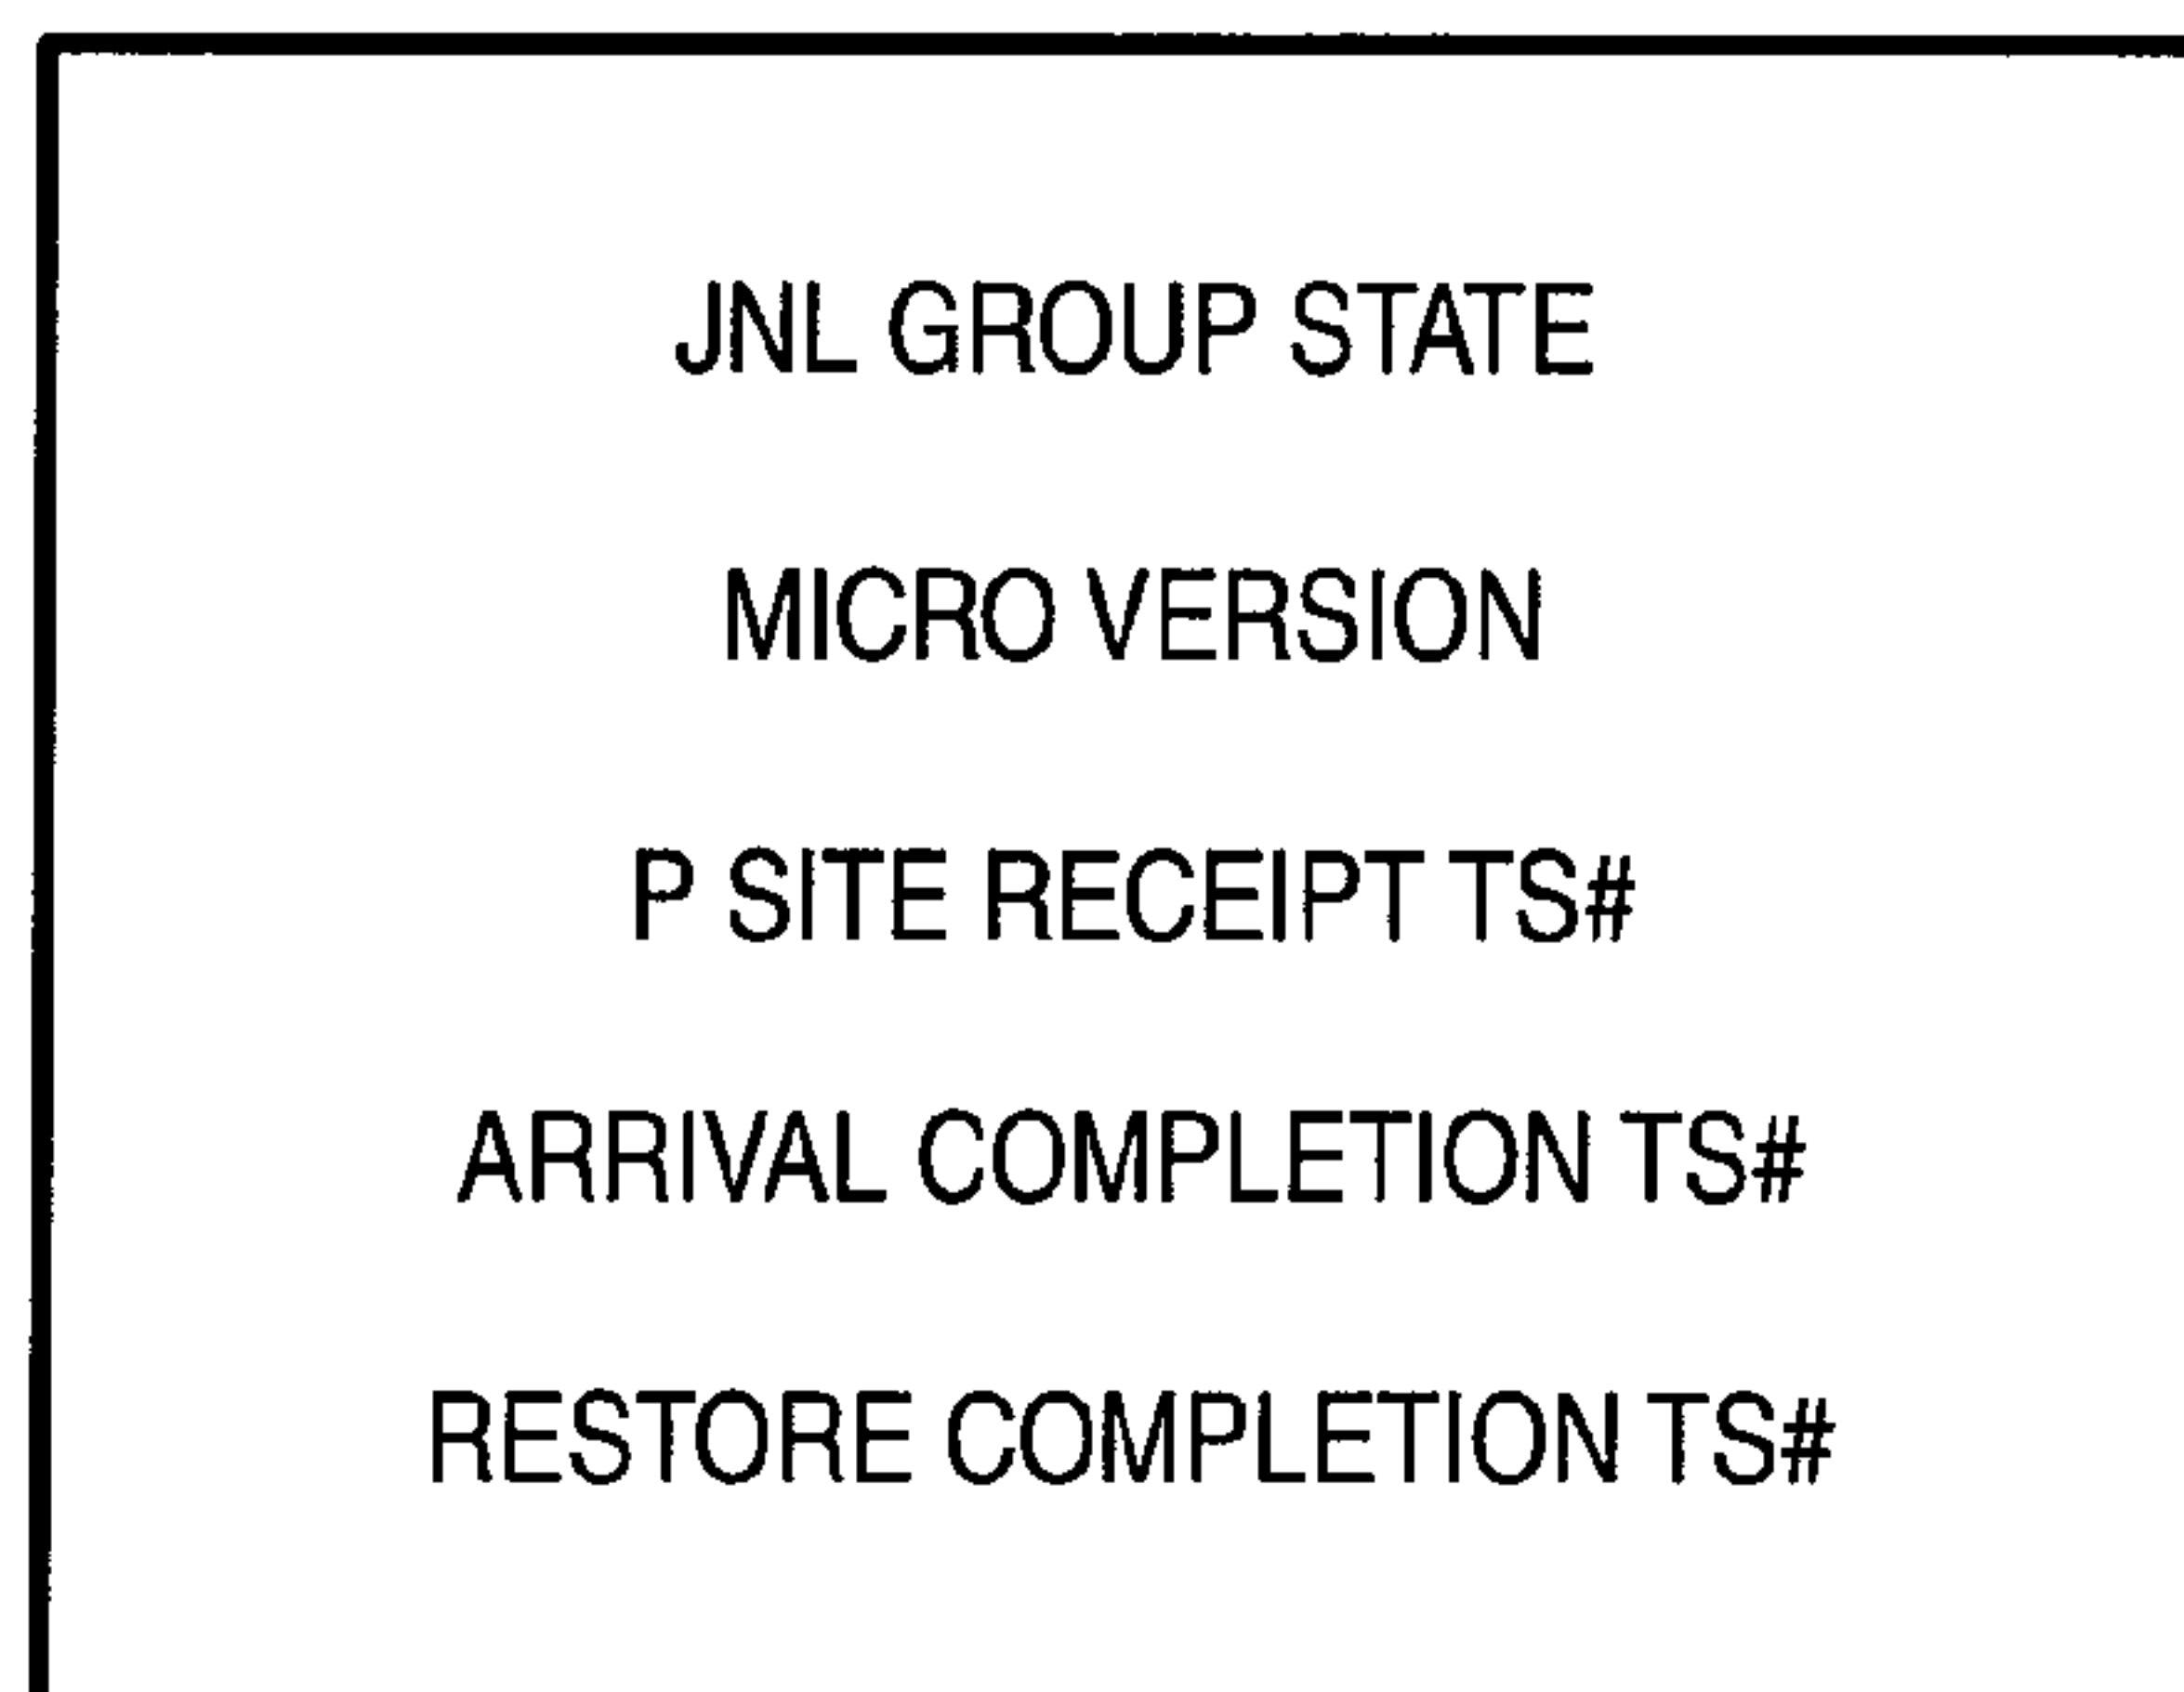 JNL GROUP STATE
MICRO VERSION
P SITE RECEIPT TS#
ARRIVAL COMPLETION TS#
RESTORE COMPLETION TS#